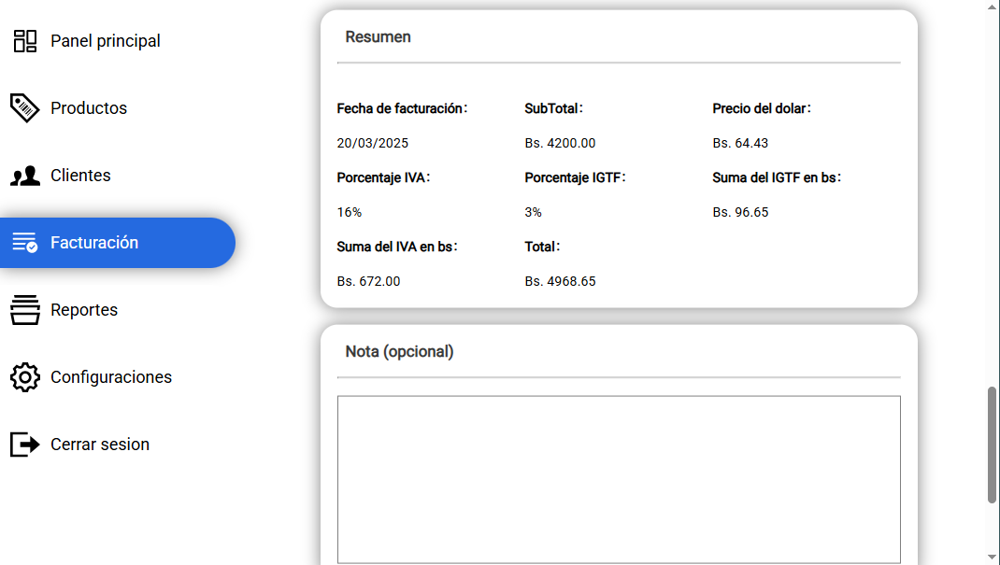 Panel principal
Productos
Clientes
Facturación
Reportes
Configuraciones
Cerrar sesion
Resumen
Fecha de facturación: SubTotal: Precio del dolar:
20/03/2025 Bs. 4200.00 Bs. 64.43
Porcentaje IVA: Porcentaje IGTF: Suma del IGTF en bs:
16% 3% Bs. 96.65
Suma del IVA en bs: Total:
Bs. 672.00 Bs. 4968.65
Nota (opcional)